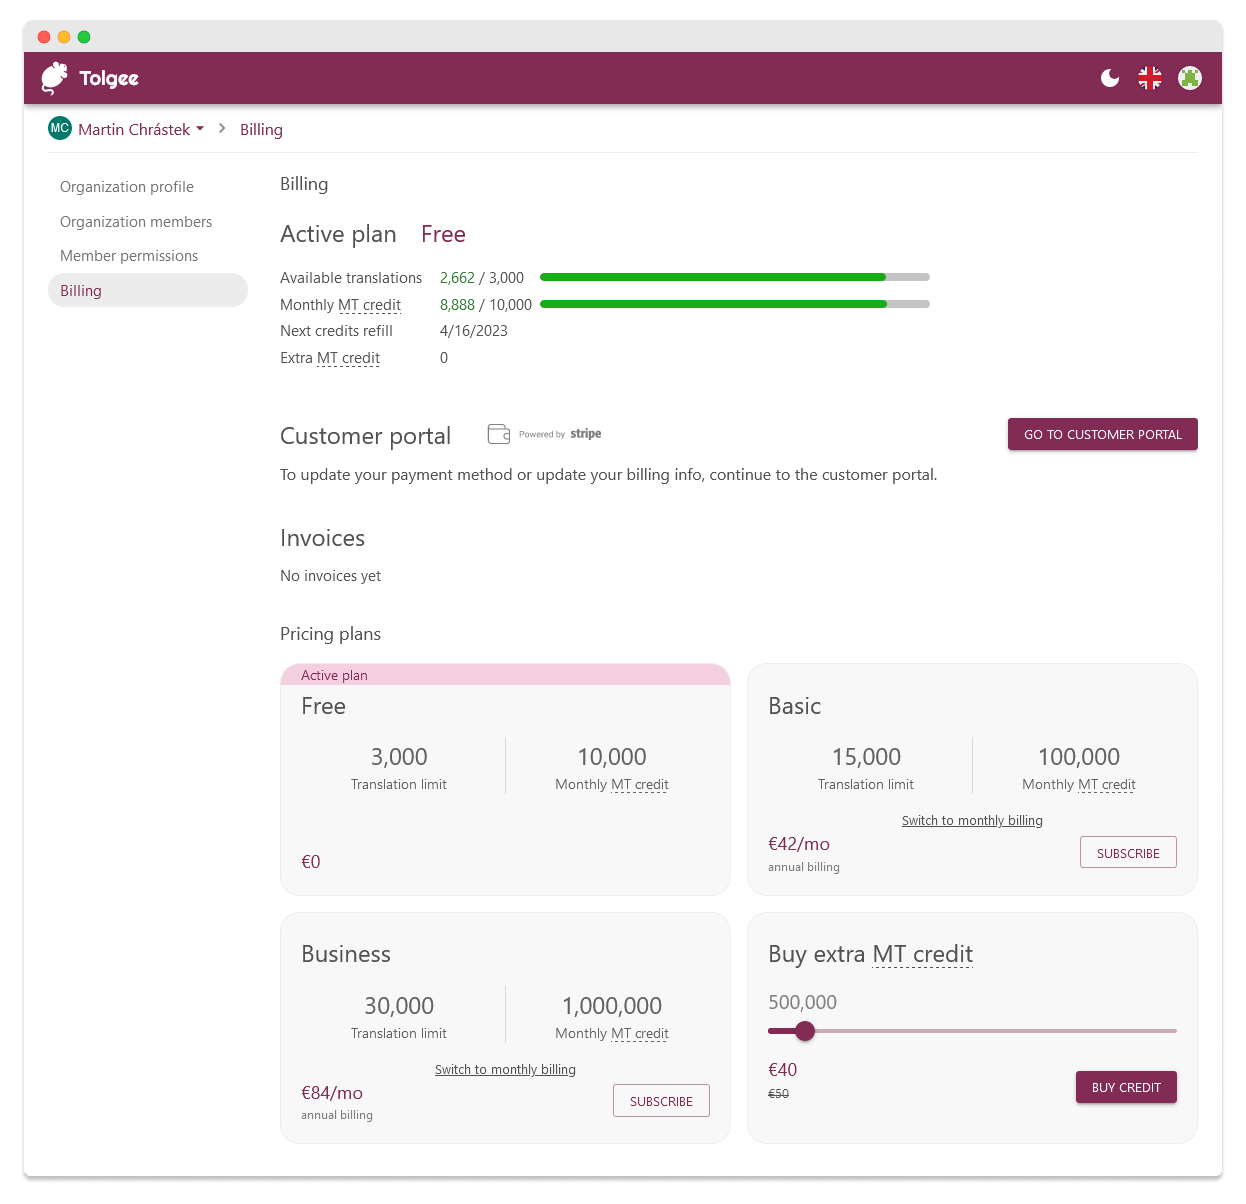 Tolgee
MC Martin Chrástek > Billing
Organization profile
Organization members
Member permissions
Billing
Billing
Active plan Free
Available translations 2,662 / 3,000
Monthly MT credit 8,888 / 10,000
Next credits refill 4/16/2023
Extra MT credit 0
Customer portal Powered by stripe GO TO CUSTOMER PORTAL
To update your payment method or update your billing info, continue to the customer portal.
Invoices
No invoices yet
Pricing plans
Active plan
Free
3,000 10,000
Translation limit Monthly MT credit
€0
Basic
15,000 100,000
Translation limit Monthly MT credit
Switch to monthly billing
€42/mo
annual billing
SUBSCRIBE
Business
30,000 1,000,000
Translation limit Monthly MT credit
Switch to monthly billing
€84/mo
annual billing
SUBSCRIBE
Buy extra MT credit
500,000
€40
€50
BUY CREDIT